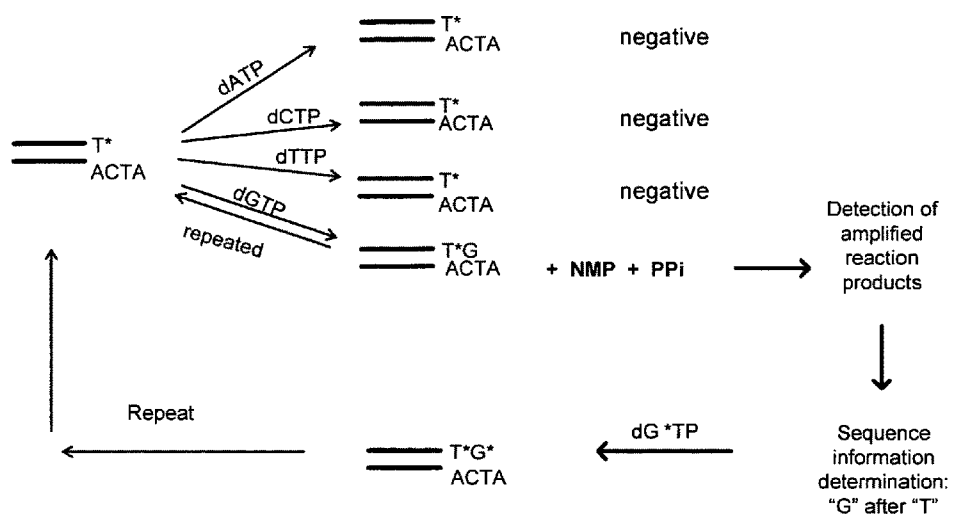 T*
ACTA
negative
dATP
dCTP
T*
ACTA
negative
T*
ACTA
dTTP
T*
ACTA
negative
dGTP
repeated
T*G
ACTA
+ NMP + PPi
Detection of
amplified
reaction
products
Repeat
T*G*
ACTA
dG *TP
Sequence
information
determination:
"G" after "T"